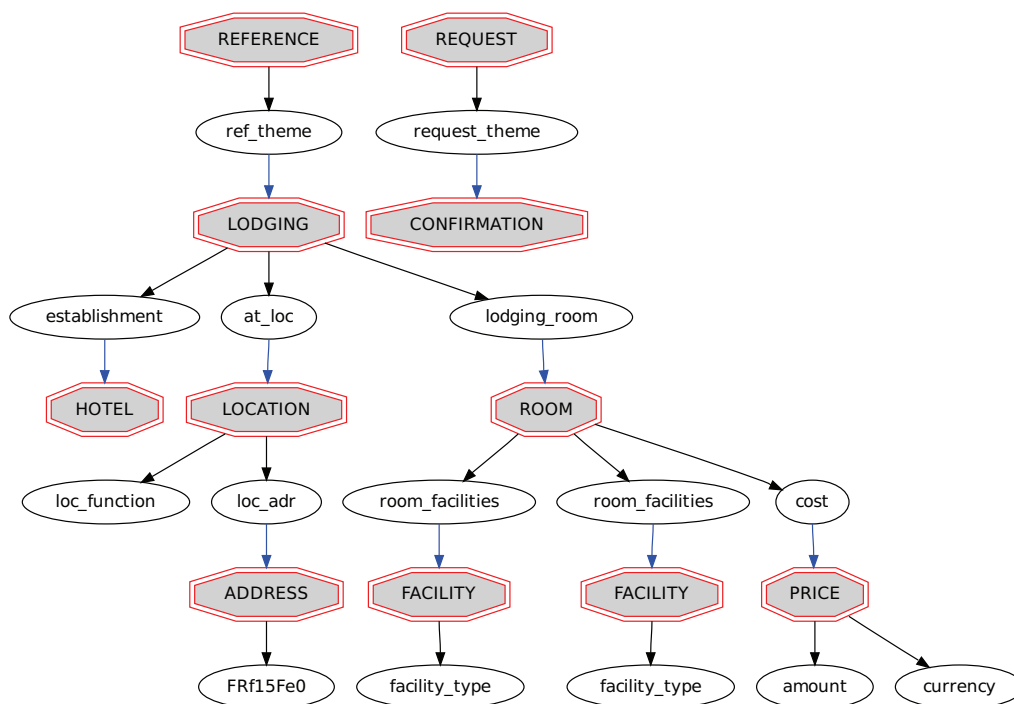 REFERENCE
REQUEST
ref_theme
request_theme
LODGING
CONFIRMATION
establishment
at_loc
lodging_room
HOTEL
LOCATION
ROOM
loc_function
loc_adr
room_facilities
room_facilities
cost
ADDRESS
FACILITY
FACILITY
PRICE
FRf15Fe0
facility_type
facility_type
amount
currency